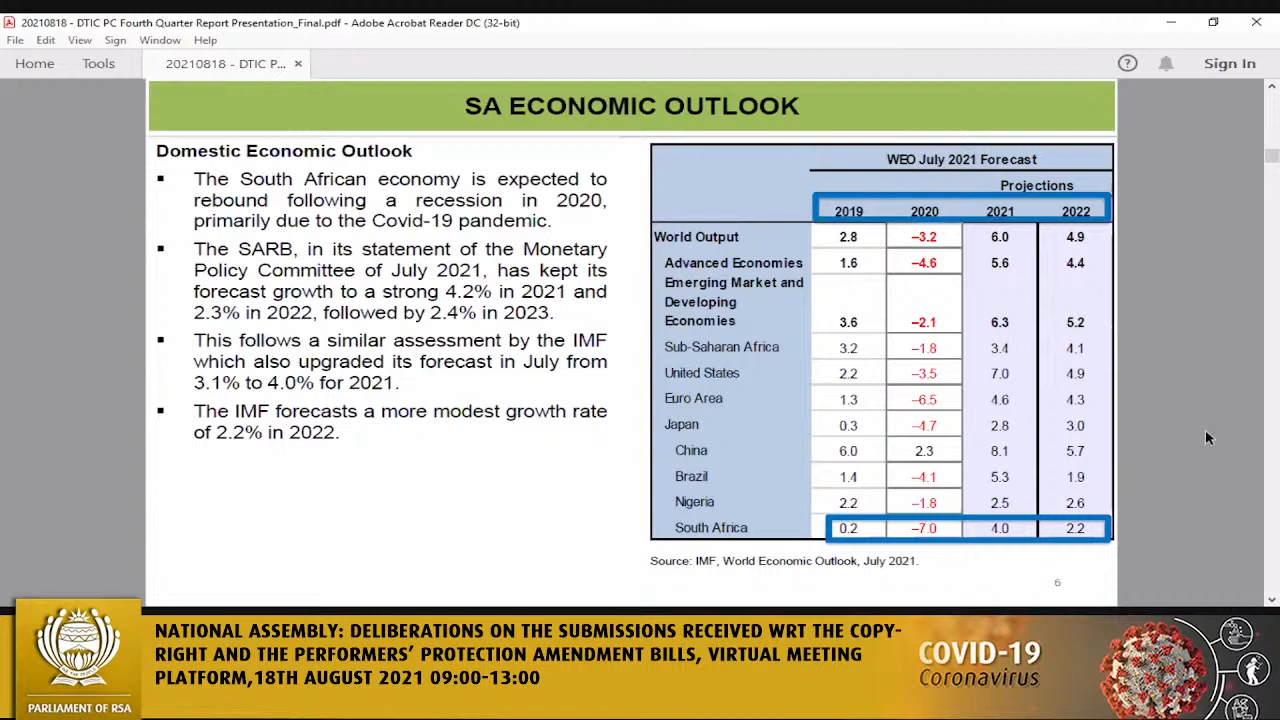 20210818 - DTIC PC Fourth Quarter Report Presentation_Final.pdf - Adobe Acrobat Reader DC (32-bit)
File Edit View Sign Window Help
Home Tools 20210818 - DTIC P... × ? Sign In
SA ECONOMIC OUTLOOK
Domestic Economic Outlook
▪ The South African economy is expected to
rebound following a recession in 2020,
primarily due to the Covid-19 pandemic.
▪ The SARB, in its statement of the Monetary
Policy Committee of July 2021, has kept its
forecast growth to a strong 4.2% in 2021 and
2.3% in 2022, followed by 2.4% in 2023.
▪ This follows a similar assessment by the IMF
which also upgraded its forecast in July from
3.1% to 4.0% for 2021.
▪ The IMF forecasts a more modest growth rate
of 2.2% in 2022.
WEO July 2021 Forecast
Projections
2019 2020 2021 2022
World Output 2.8 –3.2 6.0 4.9
Advanced Economies 1.6 –4.6 5.6 4.4
Emerging Market and
Developing
Economies 3.6 –2.1 6.3 5.2
Sub-Saharan Africa 3.2 –1.8 3.4 4.1
United States 2.2 –3.5 7.0 4.9
Euro Area 1.3 –6.5 4.6 4.3
Japan 0.3 –4.7 2.8 3.0
China 6.0 2.3 8.1 5.7
Brazil 1.4 –4.1 5.3 1.9
Nigeria 2.2 –1.8 2.5 2.6
South Africa 0.2 –7.0 4.0 2.2
Source: IMF, World Economic Outlook, July 2021.
6
NATIONAL ASSEMBLY: DELIBERATIONS ON THE SUBMISSIONS RECEIVED WRT THE COPY-
RIGHT AND THE PERFORMERS’ PROTECTION AMENDMENT BILLS, VIRTUAL MEETING
PLATFORM,18TH AUGUST 2021 09:00-13:00
PARLIAMENT OF RSA
COVID-19
Coronavirus